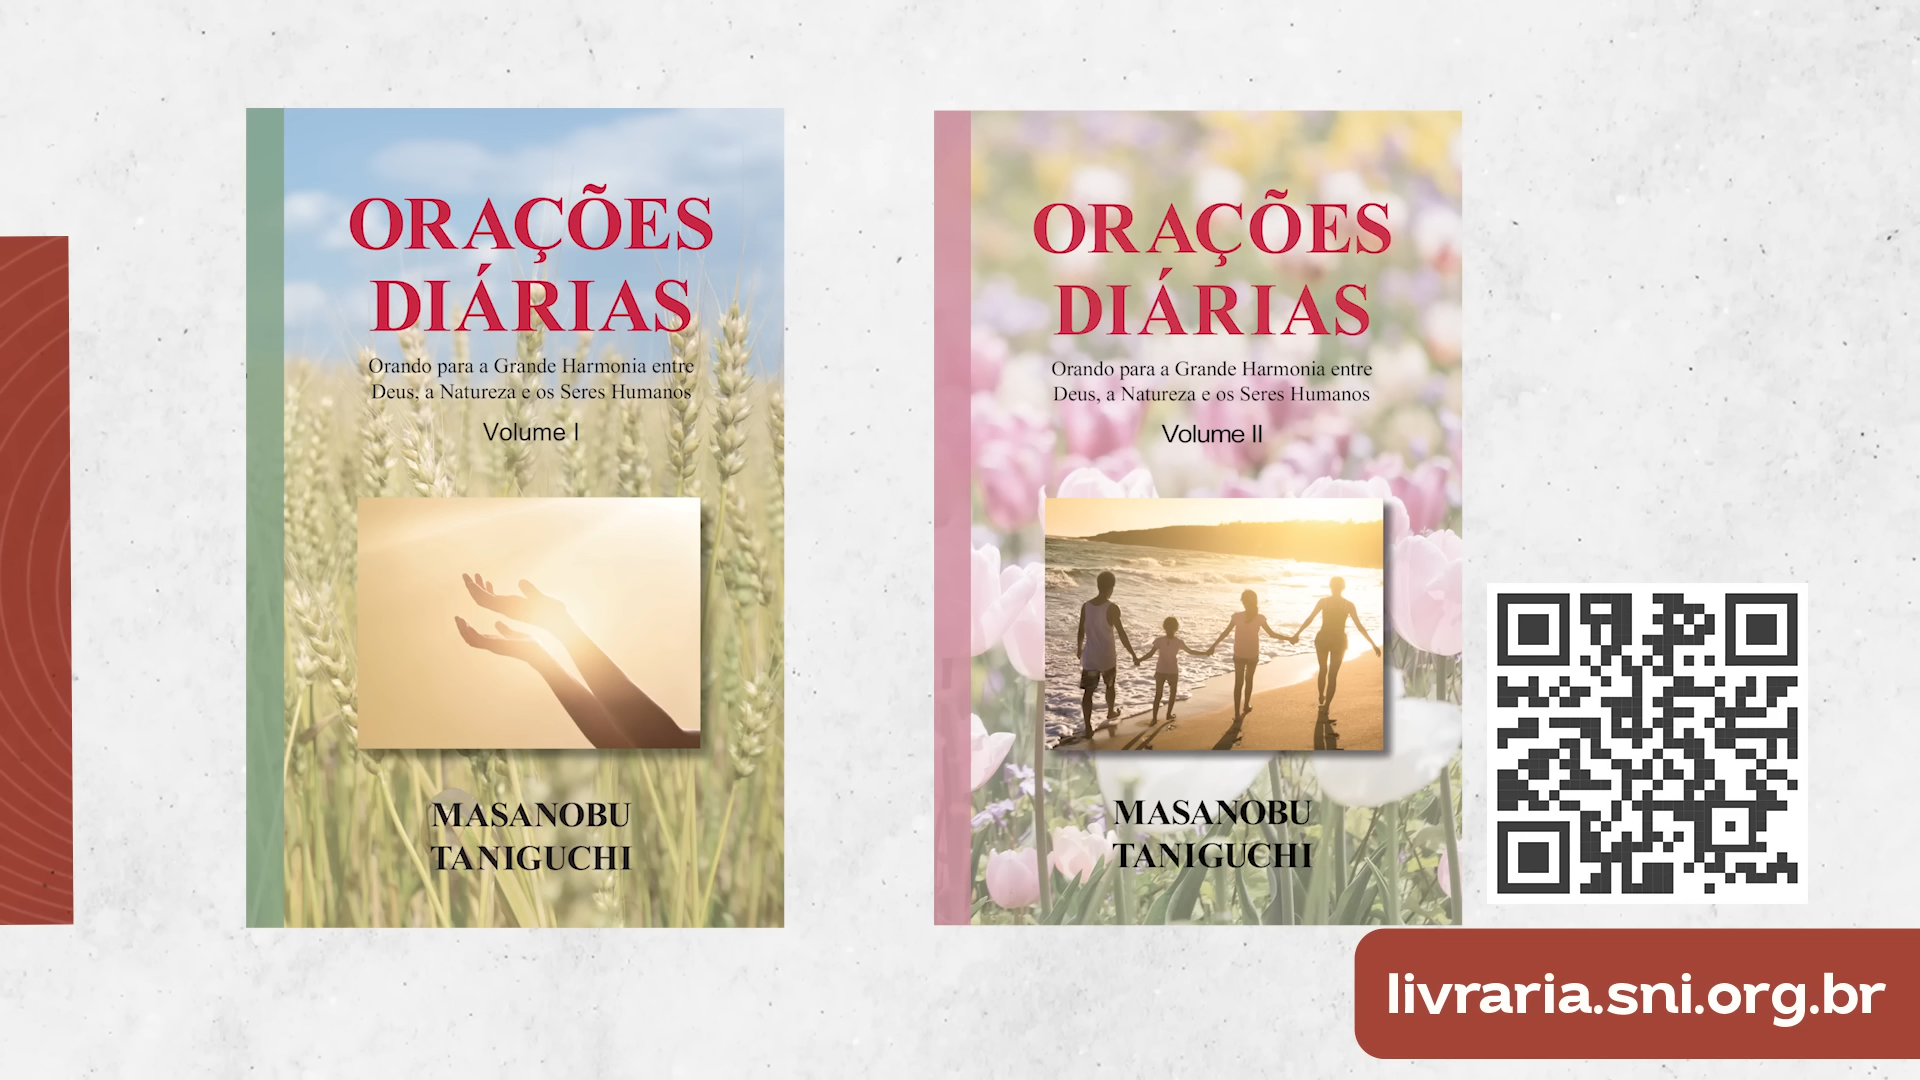 ORAÇÕES
DIÁRIAS
Orando para a Grande Harmonia entre
Deus, a Natureza e os Seres Humanos
Volume I
MASANOBU
TANIGUCHI
ORAÇÕES
DIÁRIAS
Orando para a Grande Harmonia entre
Deus, a Natureza e os Seres Humanos
Volume II
MASANOBU
TANIGUCHI
livraria.sni.org.br